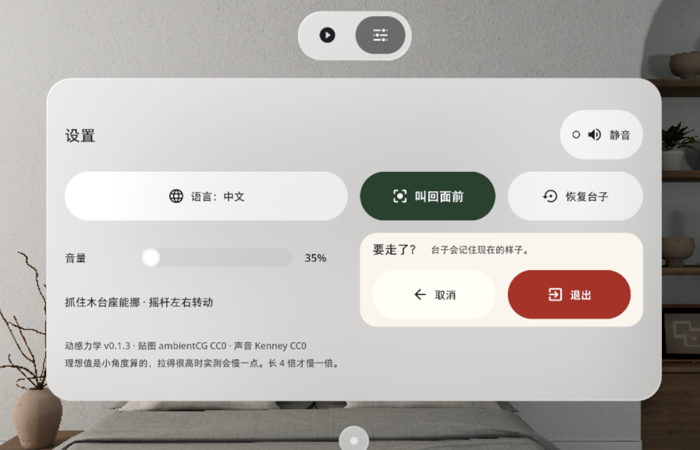 设置
静音
语言：中文
叫回面前
恢复台子
音量
35%
要走了？ 台子会记住现在的样子。
取消
退出
抓住木台座能挪 · 摇杆左右转动
动感力学 v0.1.3 · 贴图 ambientCG CC0 · 声音 Kenney CC0
理想值是小角度算的，拉得很高时实测会慢一点。长 4 倍才慢一倍。